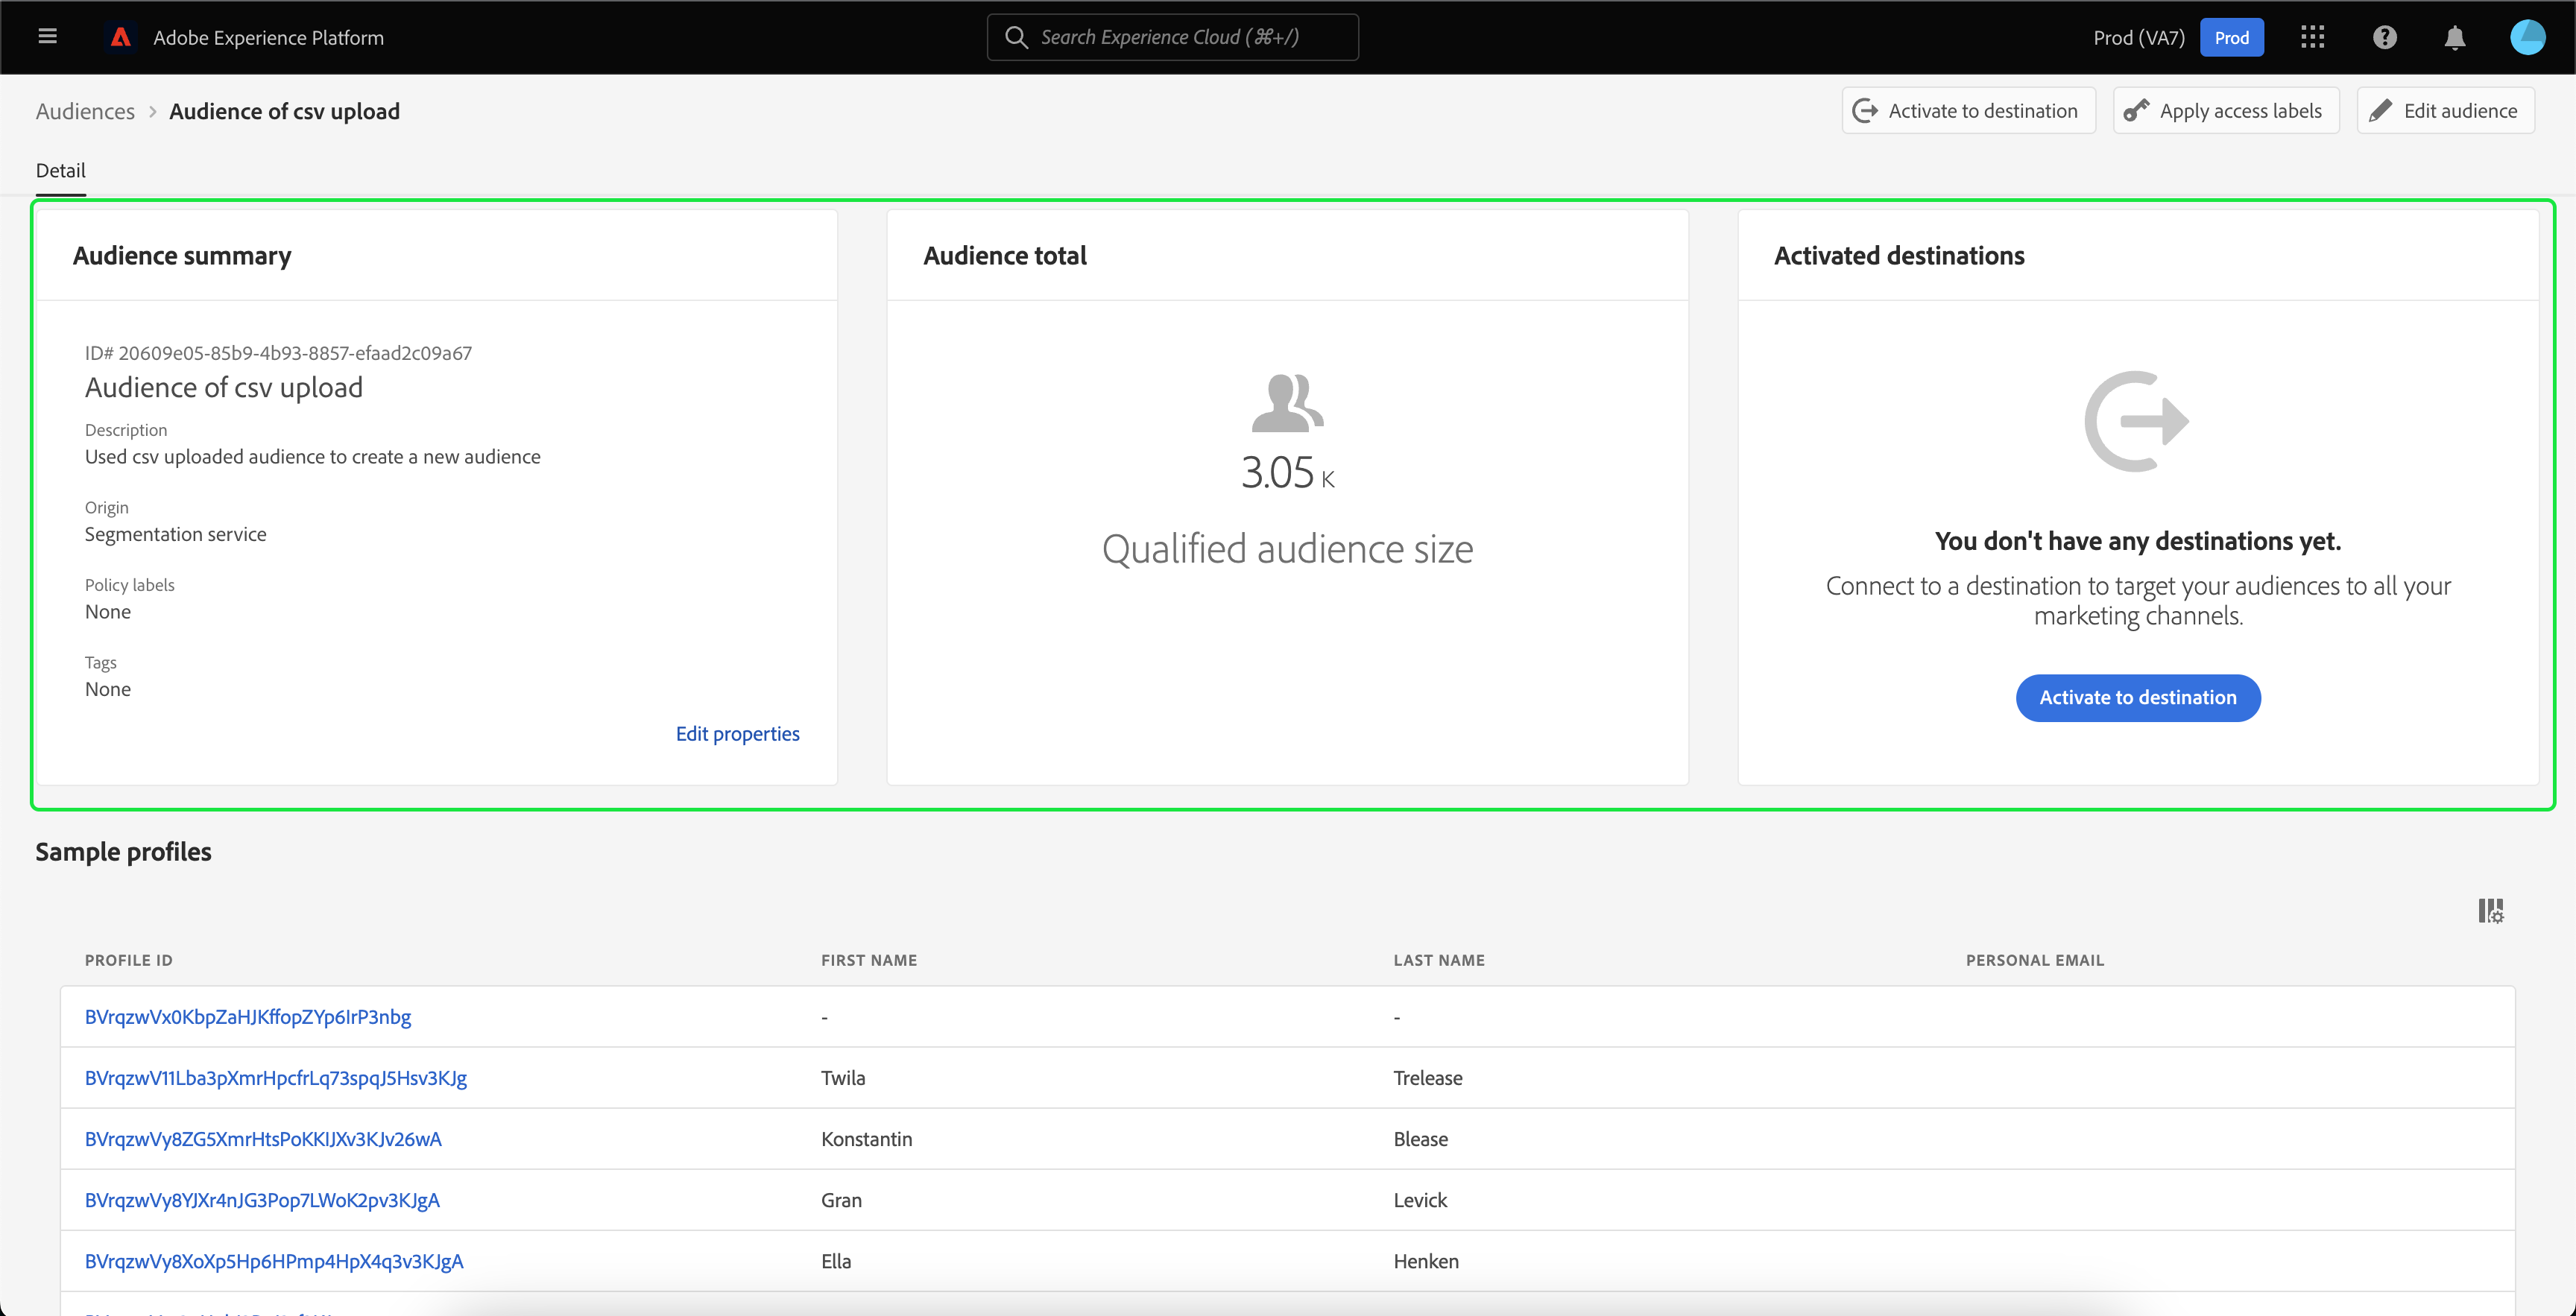 Adobe Experience Platform
Search Experience Cloud (⌘+/)
Prod (VA7)
Prod
Audiences > Audience of csv upload
Activate to destination
Apply access labels
Edit audience
Detail
Audience summary
ID# 20609e05-85b9-4b93-8857-efaad2c09a67
Audience of csv upload
Description
Used csv uploaded audience to create a new audience
Origin
Segmentation service
Policy labels
None
Tags
None
Edit properties
Audience total
3.05 K
Qualified audience size
Activated destinations
You don't have any destinations yet.
Connect to a destination to target your audiences to all your
marketing channels.
Activate to destination
Sample profiles
PROFILE ID FIRST NAME LAST NAME PERSONAL EMAIL
BVrqzwVx0KbpZaHJKffopZYp6IrP3nbg - -
BVrqzwV11Lba3pXmrHpcfrLq73spqJ5Hsv3KJg Twila Trelease
BVrqzwVy8ZG5XmrHtsPoKKIJXv3KJv26wA Konstantin Blease
BVrqzwVy8YJXr4nJG3Pop7LWoK2pv3KJgA Gran Levick
BVrqzwVy8XoXp5Hp6HPmp4HpX4q3v3KJgA Ella Henken